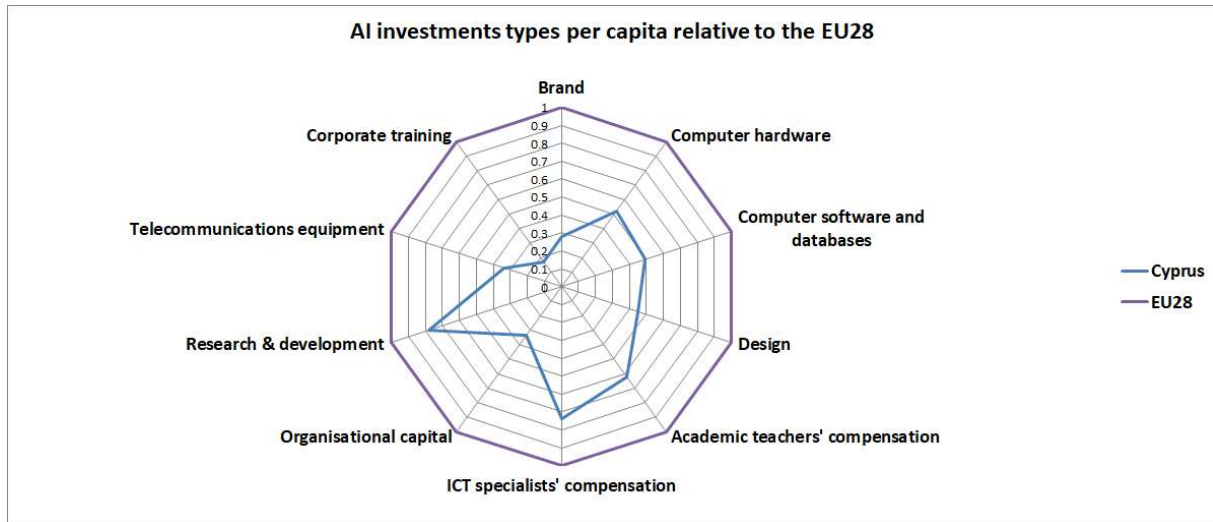 AI investments types per capita relative to the EU28
Brand
1
0.9
0.8
0.7
0.6
0.5
0.4
0.3
0.2
0.1
0
Corporate training
Computer hardware
Telecommunications equipment
Computer software and
databases
Research & development
Design
Organisational capital
Academic teachers' compensation
ICT specialists' compensation
Cyprus
EU28